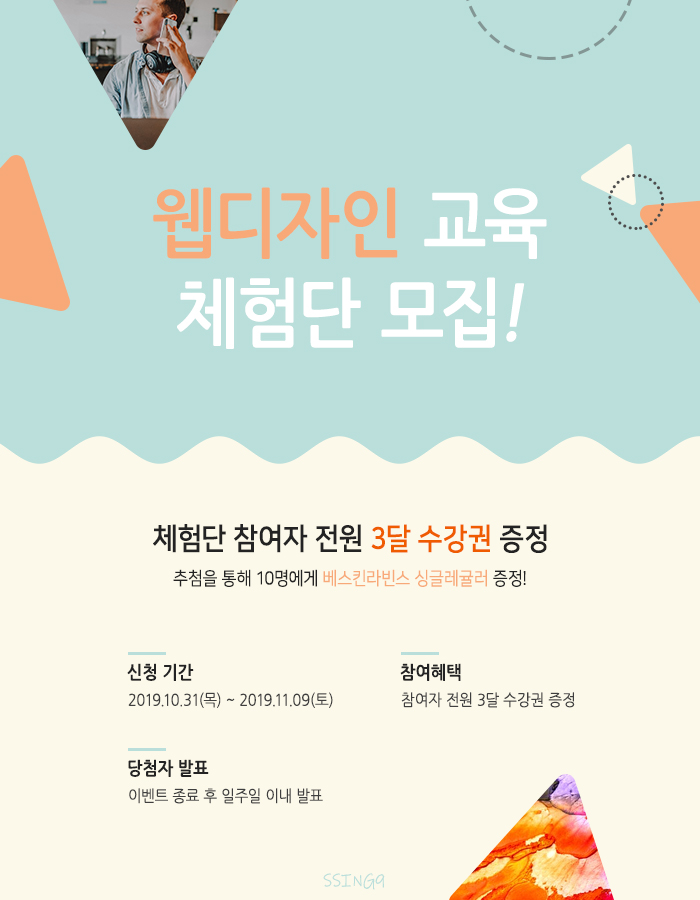 웹디자인 교육
체험단 모집!
체험단 참여자 전원 3달 수강권 증정
추첨을 통해 10명에게 베스킨라빈스 싱글레귤러 증정!
신청 기간
2019.10.31(목) ~ 2019.11.09(토)
참여혜택
참여자 전원 3달 수강권 증정
당첨자 발표
이벤트 종료 후 일주일 이내 발표
SSING9